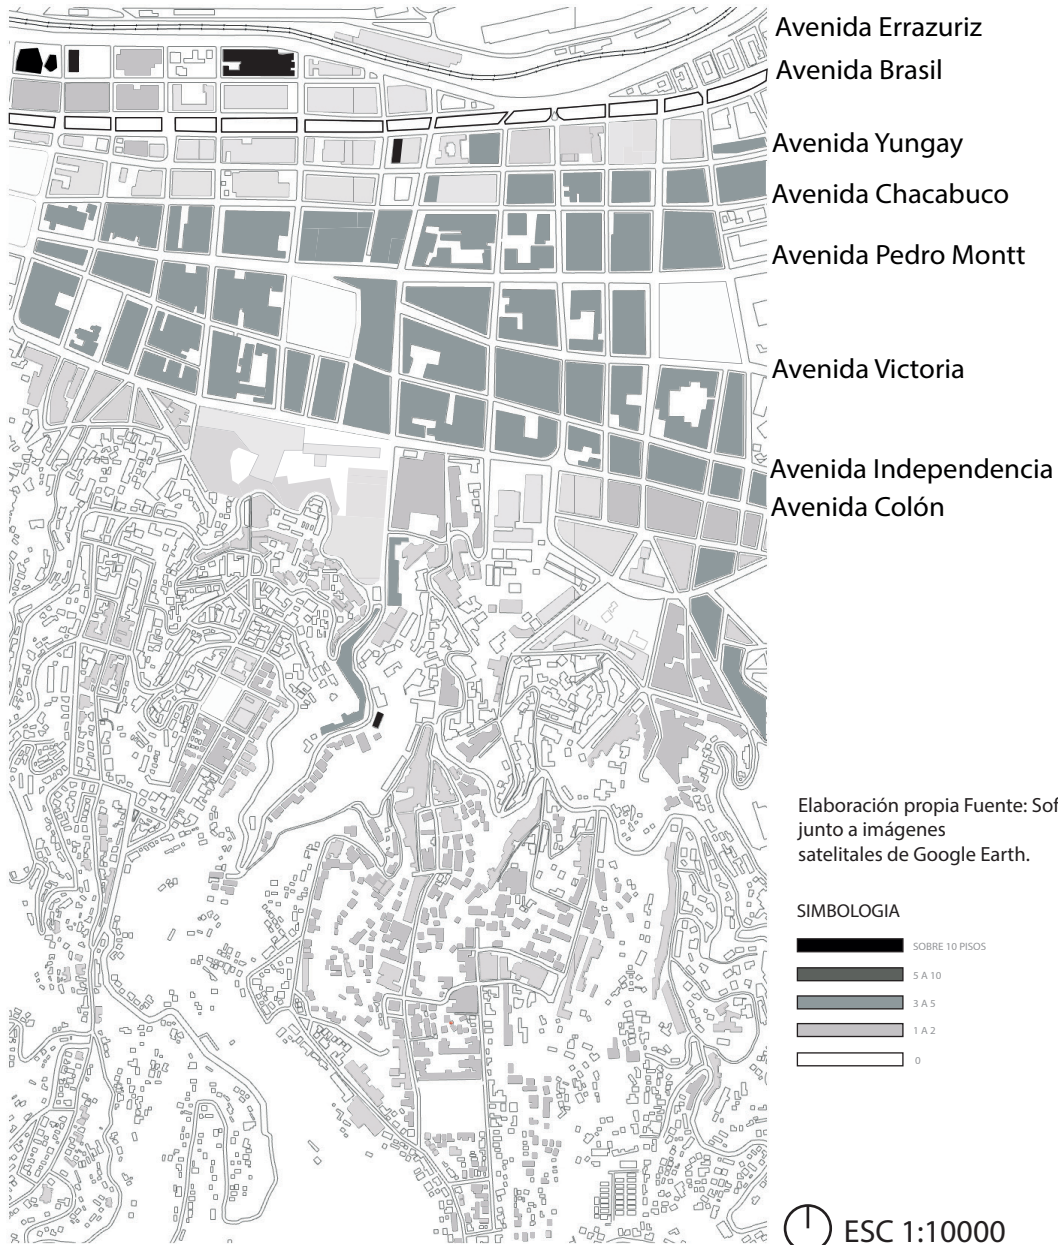 Avenida Errazuriz
Avenida Brasil
Avenida Yungay
Avenida Chacabuco
Avenida Pedro Montt
Avenida Victoria
Avenida Independencia
Avenida Colón
Elaboración propia Fuente: Sof
junto a imágenes
satelitales de Google Earth.
SIMBOLOGIA
SOBRE 10 PISOS
5 A 10
3 A 5
1 A 2
0
ESC 1:10000